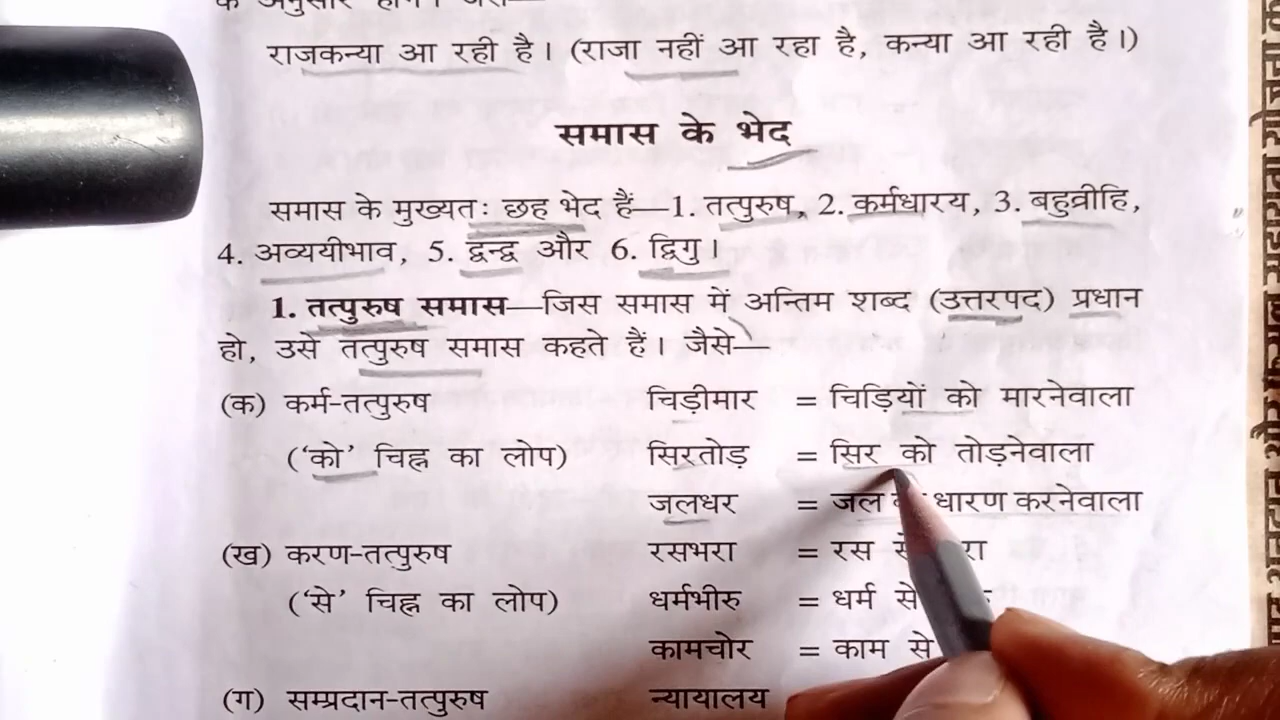 के अनुसार होंगे। जैसे—
राजकन्या आ रही है। (राजा नहीं आ रहा है, कन्या आ रही है।)
समास के भेद
समास के मुख्यतः छह भेद हैं—1. तत्पुरुष, 2. कर्मधारय, 3. बहुव्रीहि,
4. अव्ययीभाव, 5. द्वन्द्व और 6. द्विगु।
1. तत्पुरुष समास—जिस समास में अन्तिम शब्द (उत्तरपद) प्रधान
हो, उसे तत्पुरुष समास कहते हैं। जैसे—
(क) कर्म-तत्पुरुष चिड़ीमार = चिड़ियों को मारनेवाला
('को' चिह्न का लोप) सिरतोड़ = सिर को तोड़नेवाला
जलधर = जल धारण करनेवाला
(ख) करण-तत्पुरुष रसभरा = रस से
('से' चिह्न का लोप) धर्मभीरु = धर्म से
कामचोर = काम से
(ग) सम्प्रदान-तत्पुरुष न्यायालय